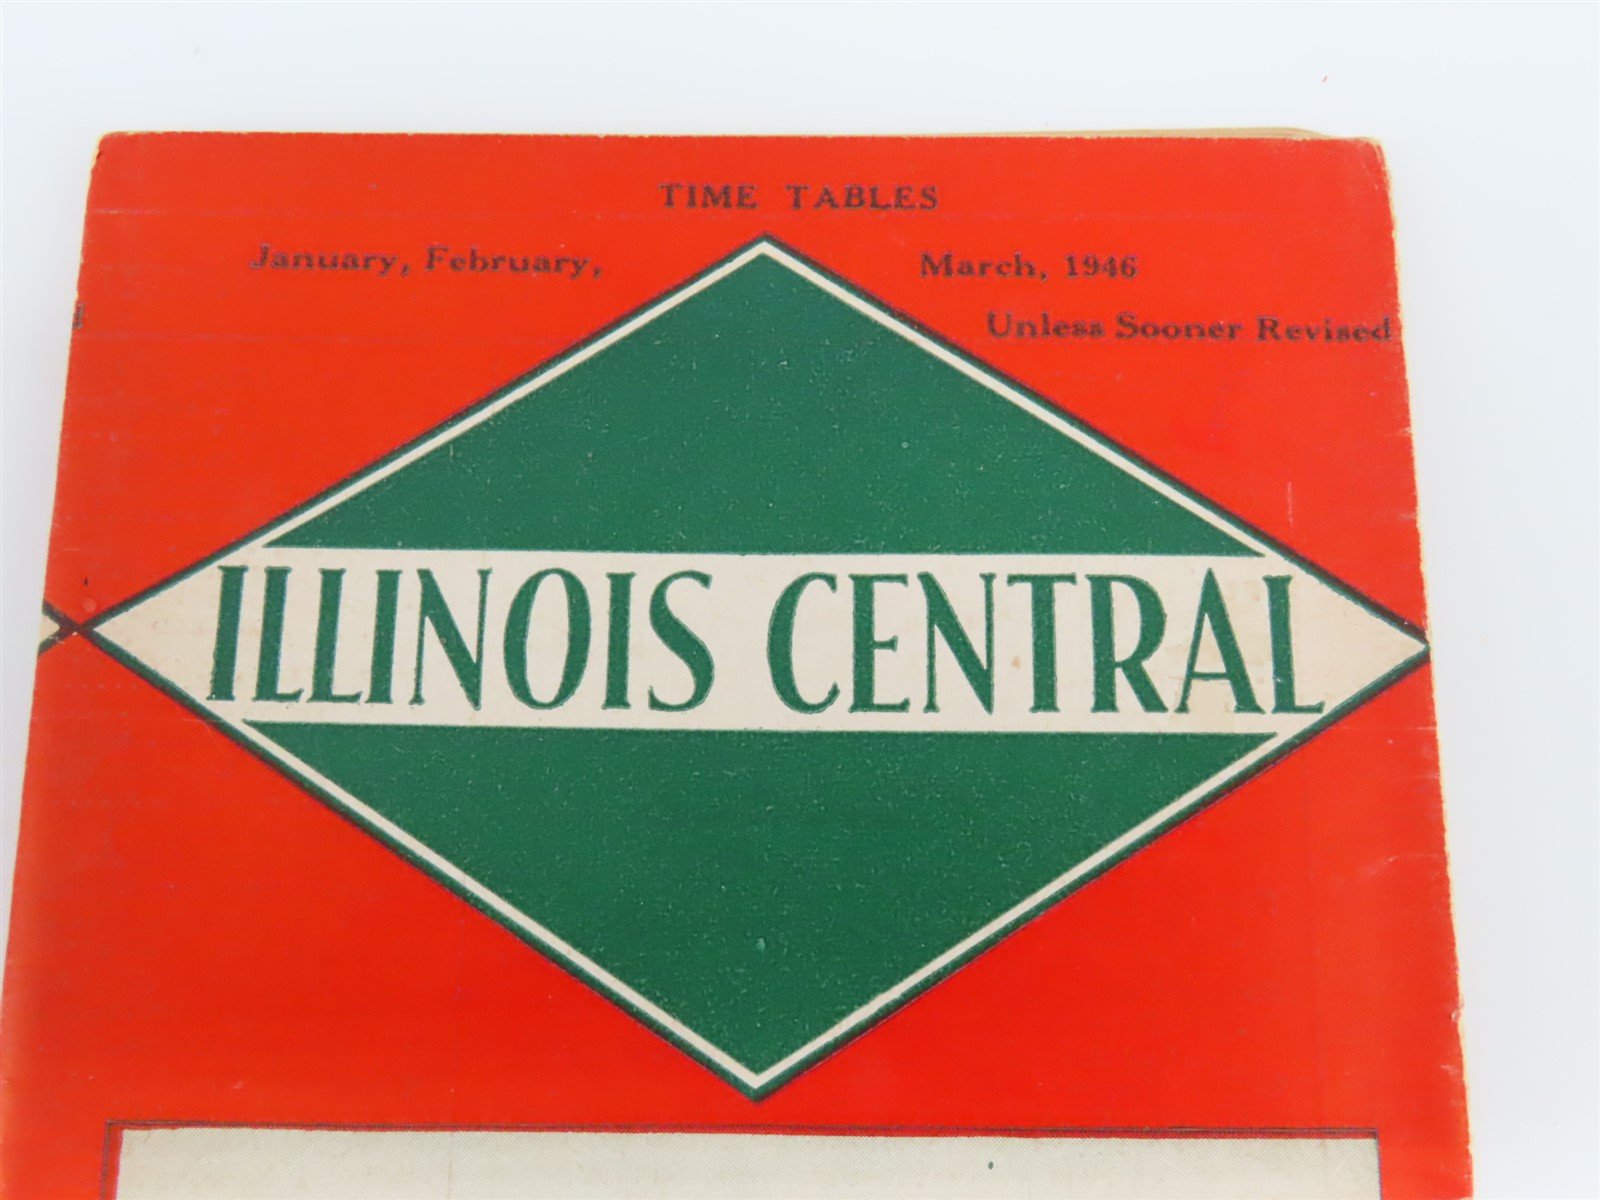 TIME TABLES
January, February, March, 1946
Unless Sooner Revised
ILLINOIS CENTRAL